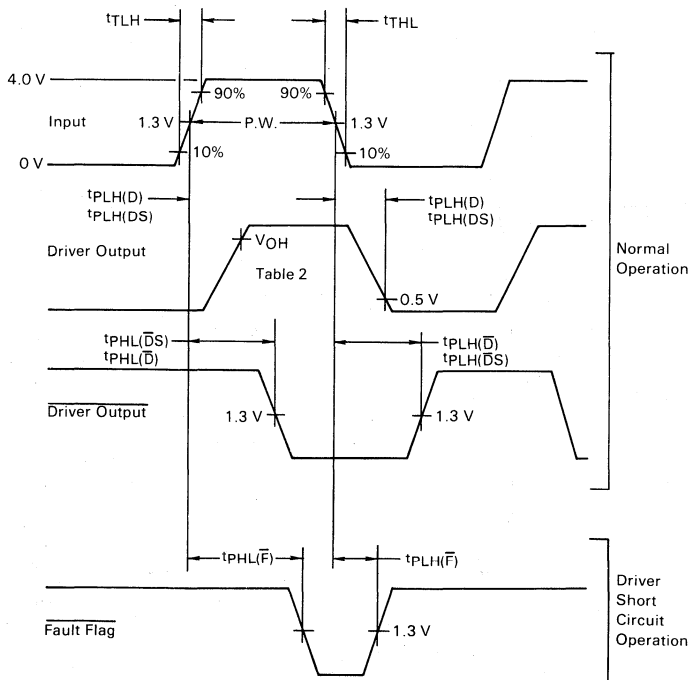 tTLH
tTHL
4.0 V
90%
90%
Input
1.3 V
P.W.
1.3 V
10%
10%
0 V
tPLH(D)
tPLH(DS)
tPLH(D)
tPLH(DS)
Driver Output
VOH
Table 2
0.5 V
Normal
Operation
tPHL(D̅S)
tPHL(D̅)
tPLH(D̅)
tPLH(D̅S)
Driver Output
1.3 V
1.3 V
tPHL(F̅)
tPLH(F̅)
Fault Flag
1.3 V
Driver
Short
Circuit
Operation